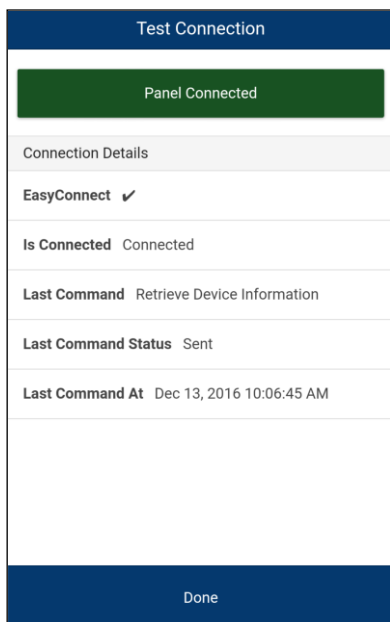 Test Connection
Panel Connected
Connection Details
EasyConnect ✔
Is Connected Connected
Last Command Retrieve Device Information
Last Command Status Sent
Last Command At Dec 13, 2016 10:06:45 AM
Done